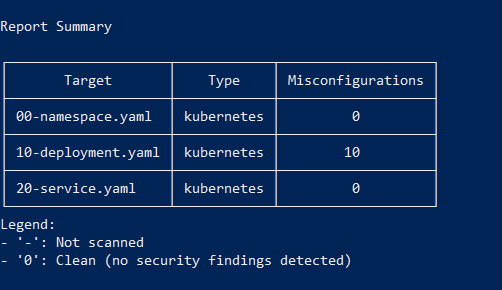 Report Summary
Target Type Misconfigurations
00-namespace.yaml kubernetes 0
10-deployment.yaml kubernetes 10
20-service.yaml kubernetes 0
Legend:
- '-': Not scanned
- '0': Clean (no security findings detected)